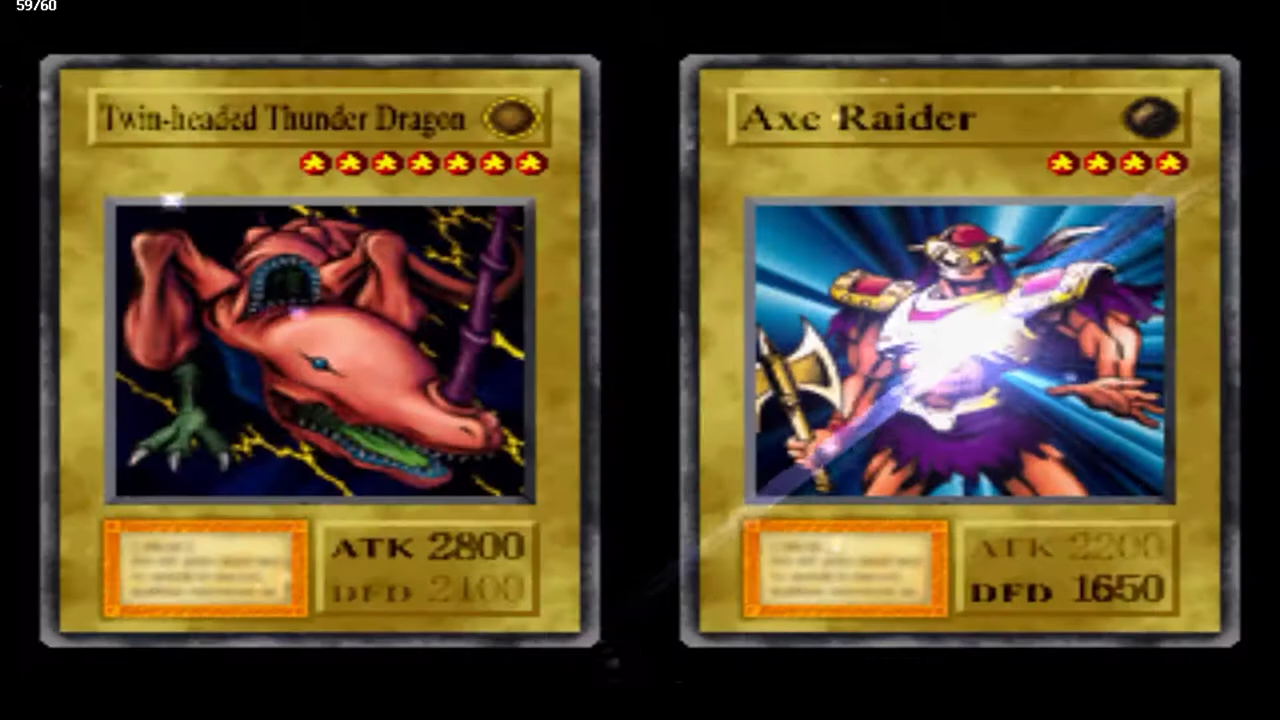 59/60
Twin-headed Thunder Dragon
Axe Raider
ATK 2800
DFD 2100
ATK 2200
DFD 1650